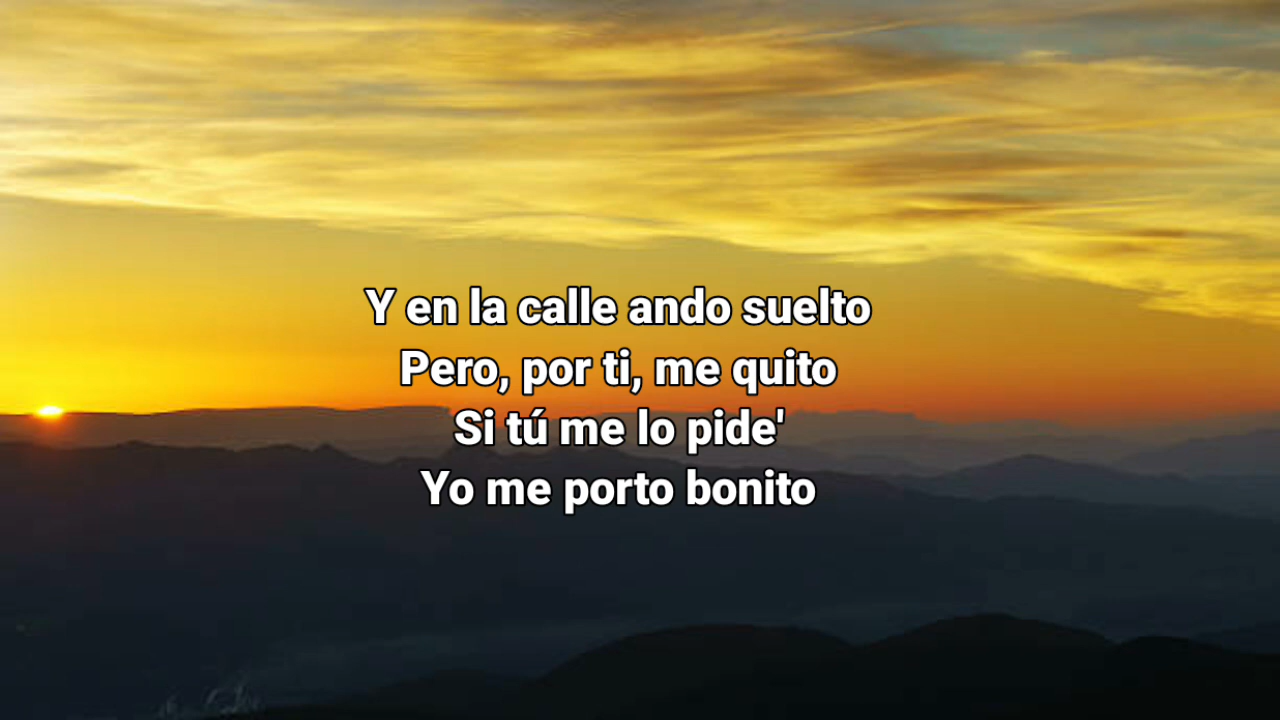 Y en la calle ando suelto
Pero, por ti, me quito
Si tú me lo pide'
Yo me porto bonito